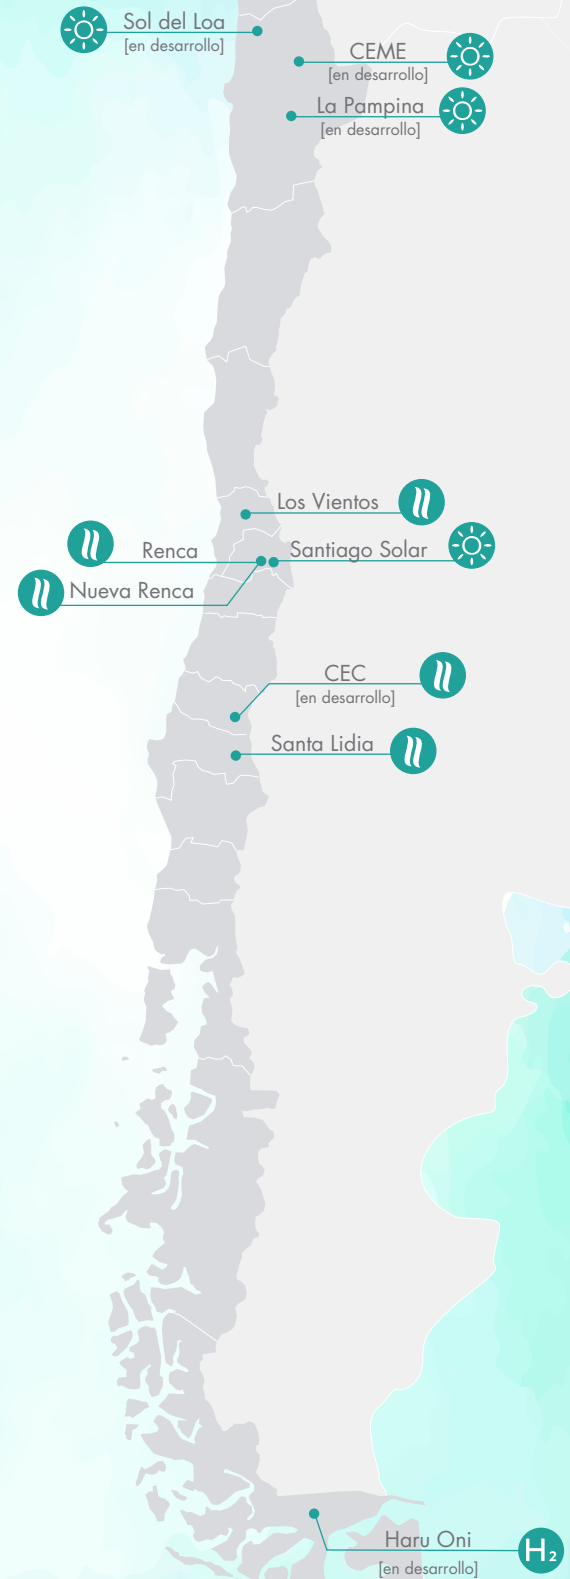 Sol del Loa
[en desarrollo]
CEME
[en desarrollo]
La Pampina
[en desarrollo]
Los Vientos
Renca
Santiago Solar
Nueva Renca
CEC
[en desarrollo]
Santa Lidia
Haru Oni
[en desarrollo]
H₂